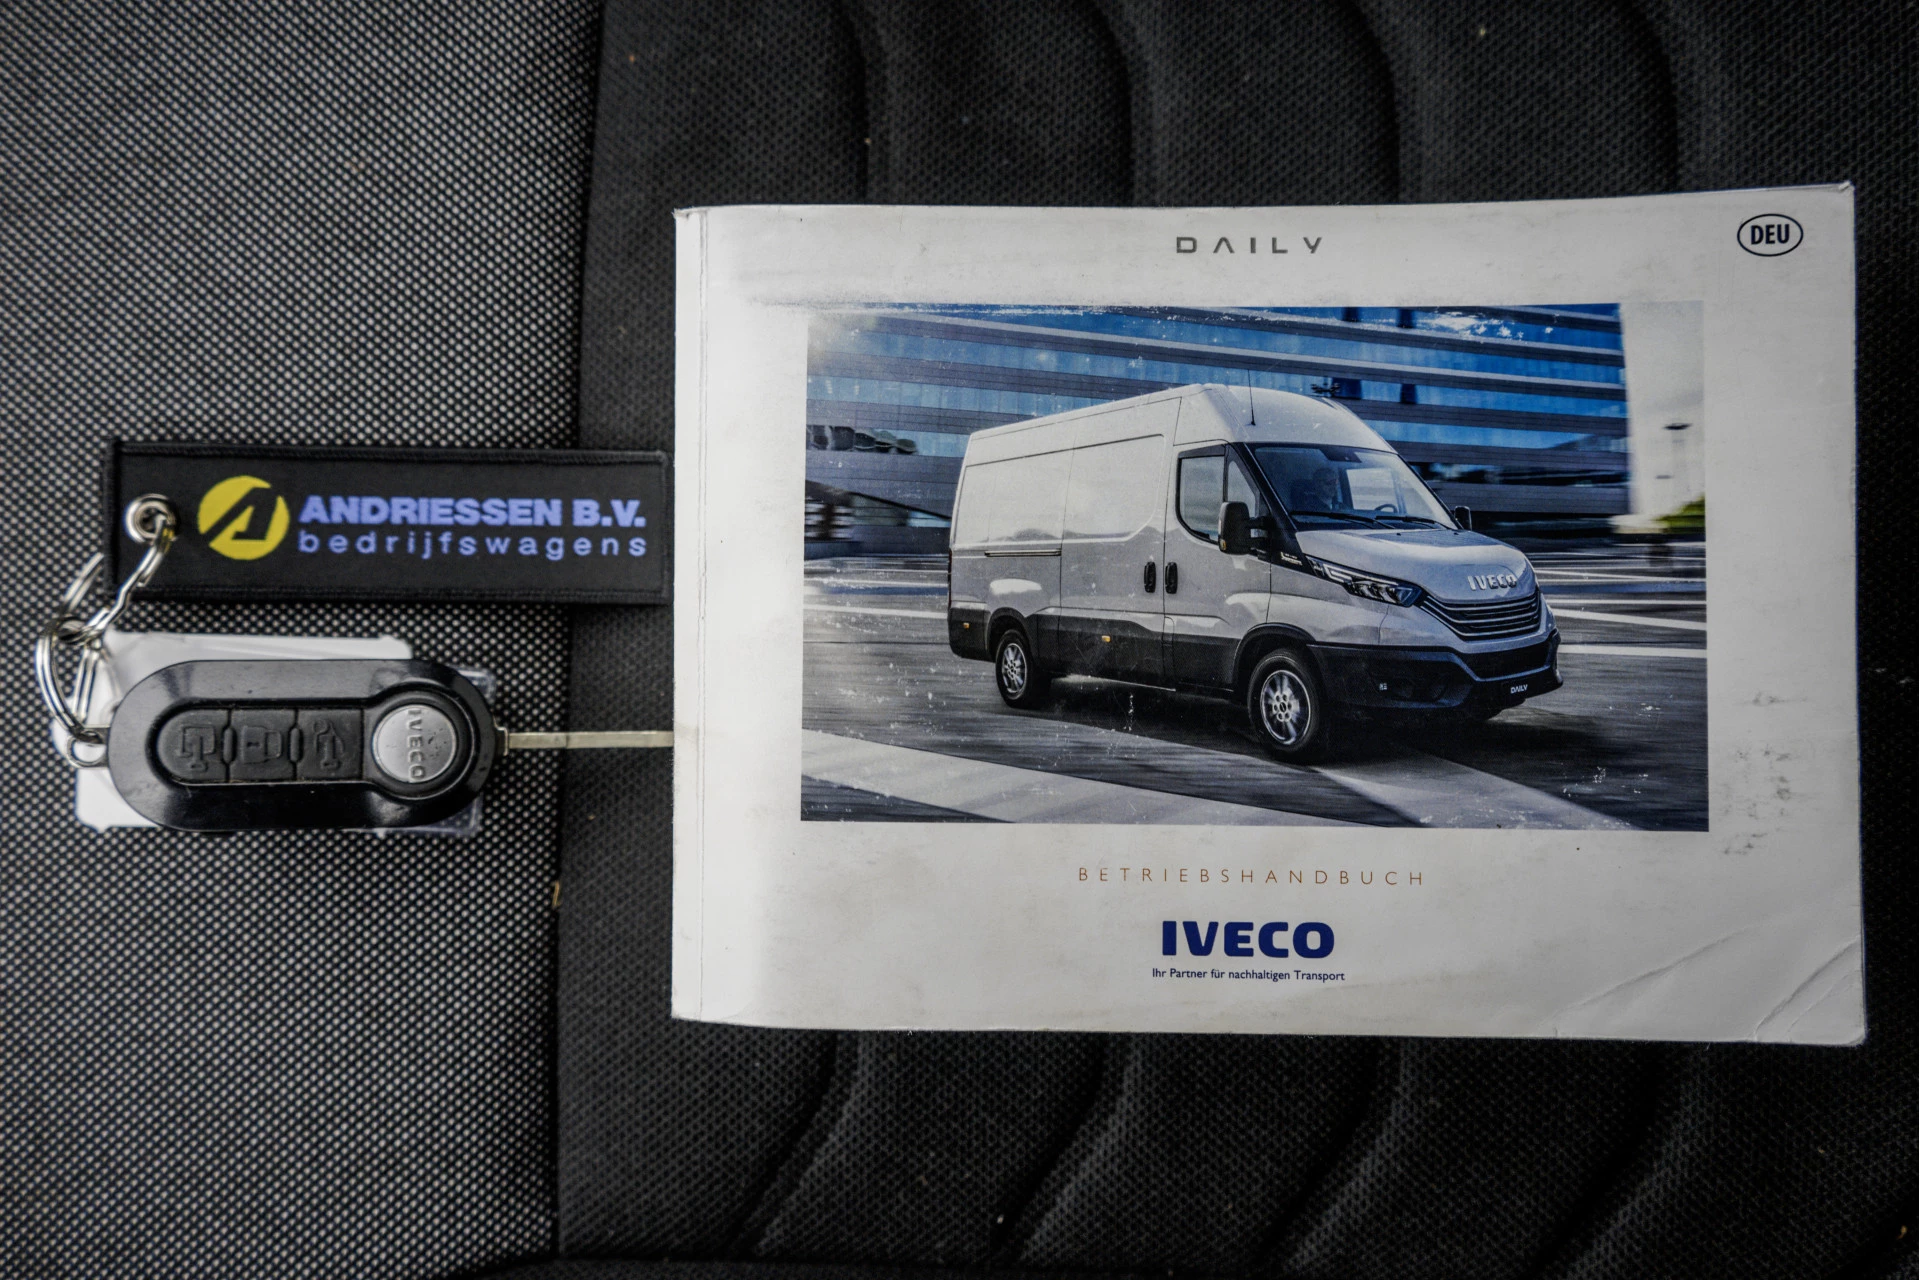 DAILY
DEU
ANDRIESSEN B.V.
bedrijfswagens
IVECO
IVECO
DAILY
BETRIEBSHANDBUCH
IVECO
Ihr Partner für nachhaltigen Transport